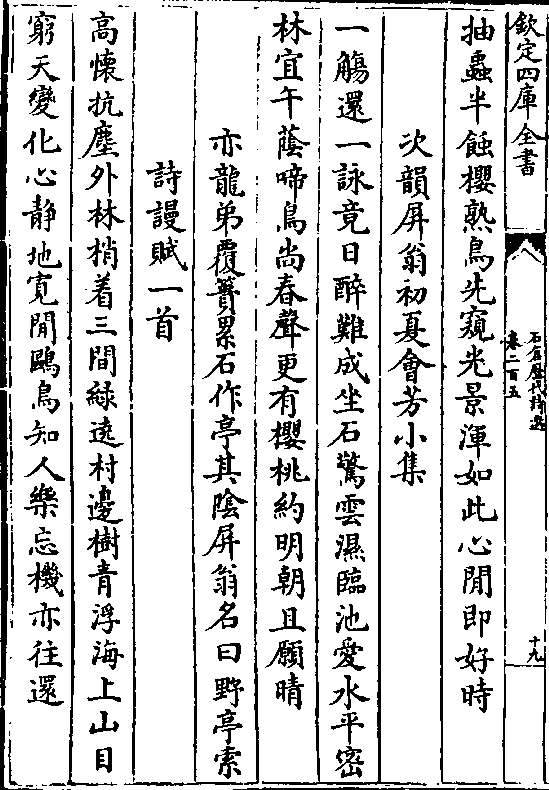 欽定四庫全書
石倉歷代詩選
卷二百五
十九
抽蟲半蝕櫻熟鳥先窺光景渾如此心閒即好時
次韻屏翁初夏會芳小集
一觴還一詠竟日醉難成坐石驚雲濕臨池愛水平密
林宜午蔭啼鳥尚春聲更有櫻桃約明朝且願晴
亦龍弟覆簣累石作亭其陰屏翁名曰野亭索
詩謾賦一首
高懷抗塵外林梢着三間綠遶村邊樹青浮海上山目
窮天變化心静地寛閒鷗鳥知人樂忘機亦往還